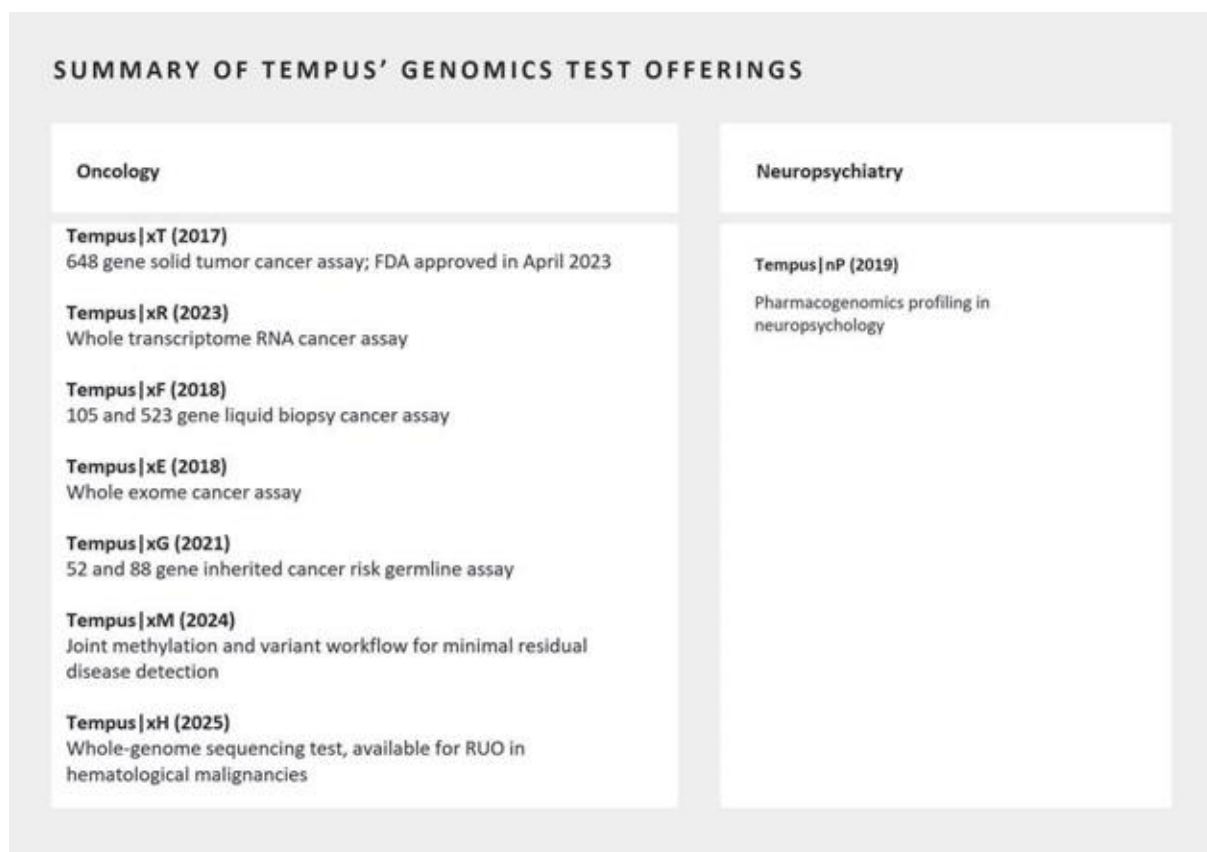 SUMMARY OF TEMPUS’ GENOMICS TEST OFFERINGS
Oncology
Tempus|xT (2017)
648 gene solid tumor cancer assay; FDA approved in April 2023
Tempus|xR (2023)
Whole transcriptome RNA cancer assay
Tempus|xF (2018)
105 and 523 gene liquid biopsy cancer assay
Tempus|xE (2018)
Whole exome cancer assay
Tempus|xG (2021)
52 and 88 gene inherited cancer risk germline assay
Tempus|xM (2024)
Joint methylation and variant workflow for minimal residual
disease detection
Tempus|xH (2025)
Whole-genome sequencing test, available for RUO in
hematological malignancies
Neuropsychiatry
Tempus|nP (2019)
Pharmacogenomics profiling in
neuropsychology